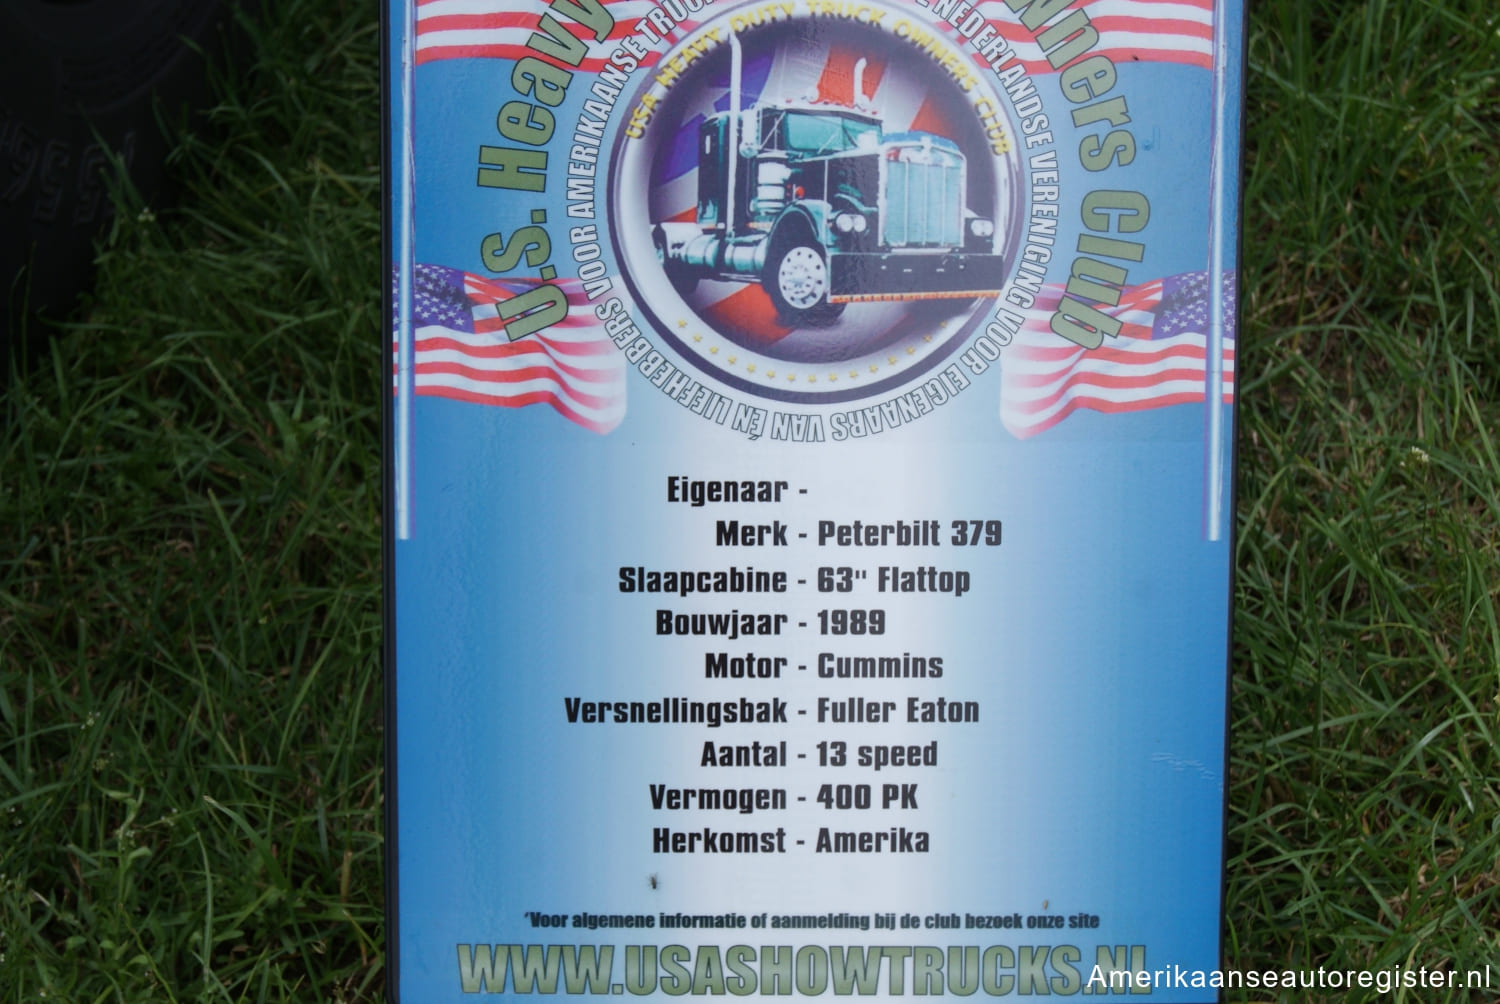 U.S. Heavy
wners Club
VOOR AMERIKAANSE TRUC
NEDERLANDSE VERENIGING VOOR EIGENAARS VAN ÉN LIEFHEBBERS
USA HEAVY DUTY TRUCK OWNERS CLUB
Eigenaar -
Merk - Peterbilt 379
Slaapcabine - 63" Flattop
Bouwjaar - 1989
Motor - Cummins
Versnellingsbak - Fuller Eaton
Aantal - 13 speed
Vermogen - 400 PK
Herkomst - Amerika
*Voor algemene informatie of aanmelding bij de club bezoek onze site
WWW.USASHOWTRUCKS.NL
Amerikaanseautoregister.nl